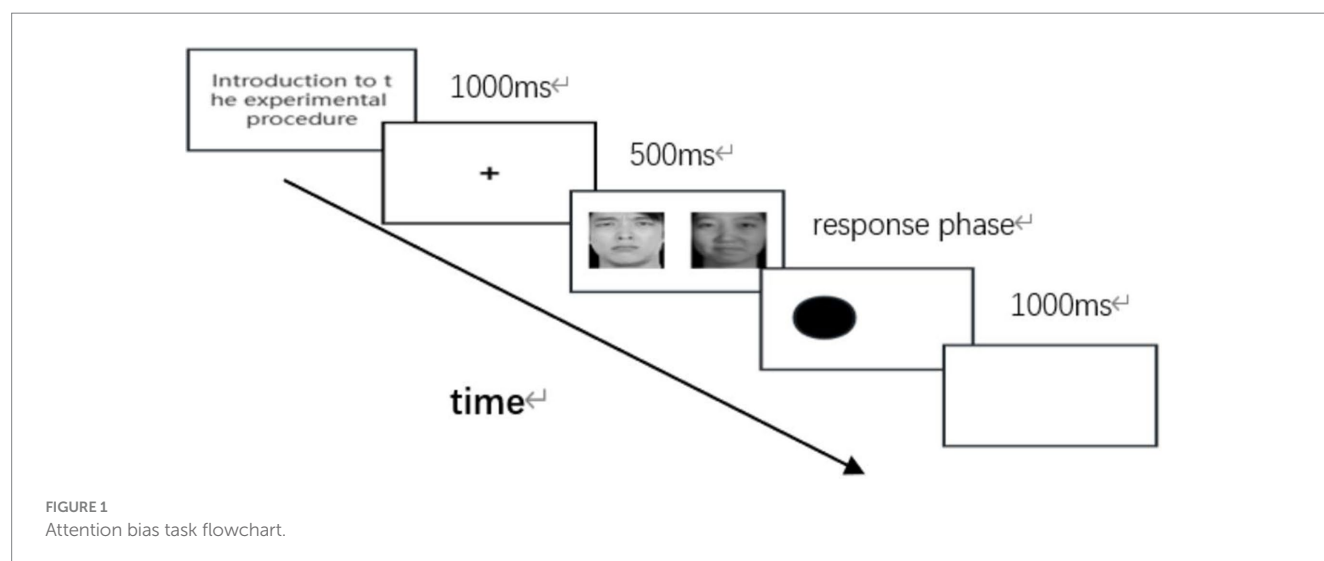 Introduction to t
he experimental
procedure
1000ms↵
+
500ms↵
response phase↵
1000ms↵
time↵
FIGURE 1
Attention bias task flowchart.